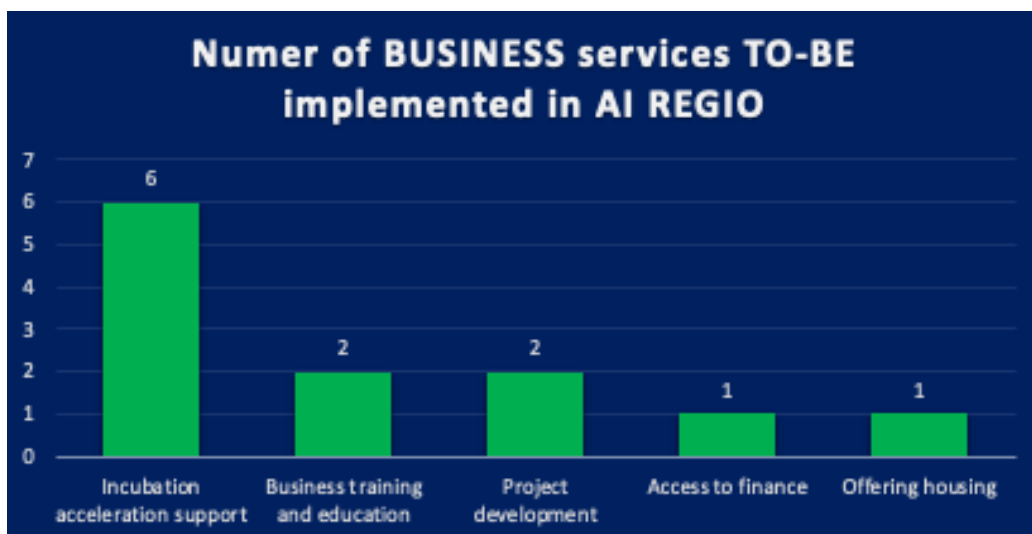 Numer of BUSINESS services TO-BE
implemented in AI REGIO
7
6
5
4
3
2
1
0
6
2
2
1
1
Incubation
acceleration support
Business training
and education
Project
development
Access to finance
Offering housing